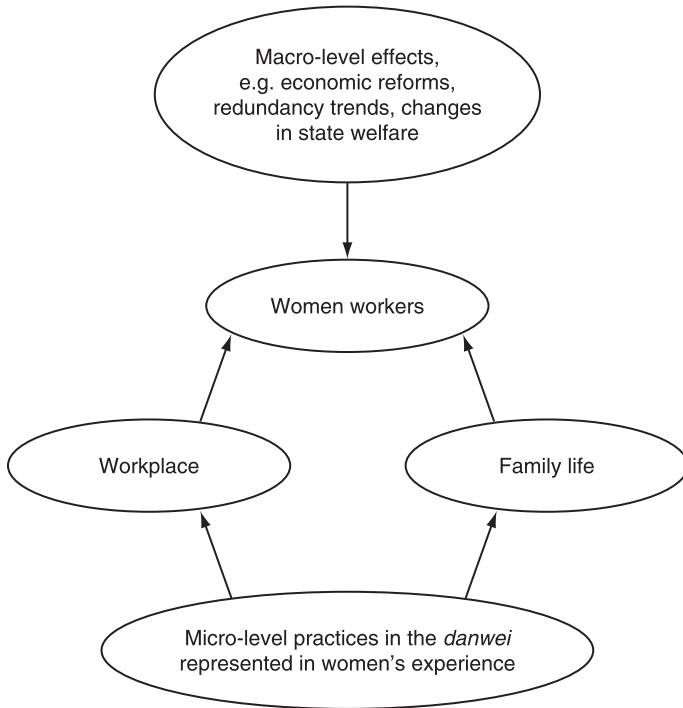 Macro-level effects,
e.g. economic reforms,
redundancy trends, changes
in state welfare
Women workers
Workplace
Family life
Micro-level practices in the danwei
represented in women’s experience